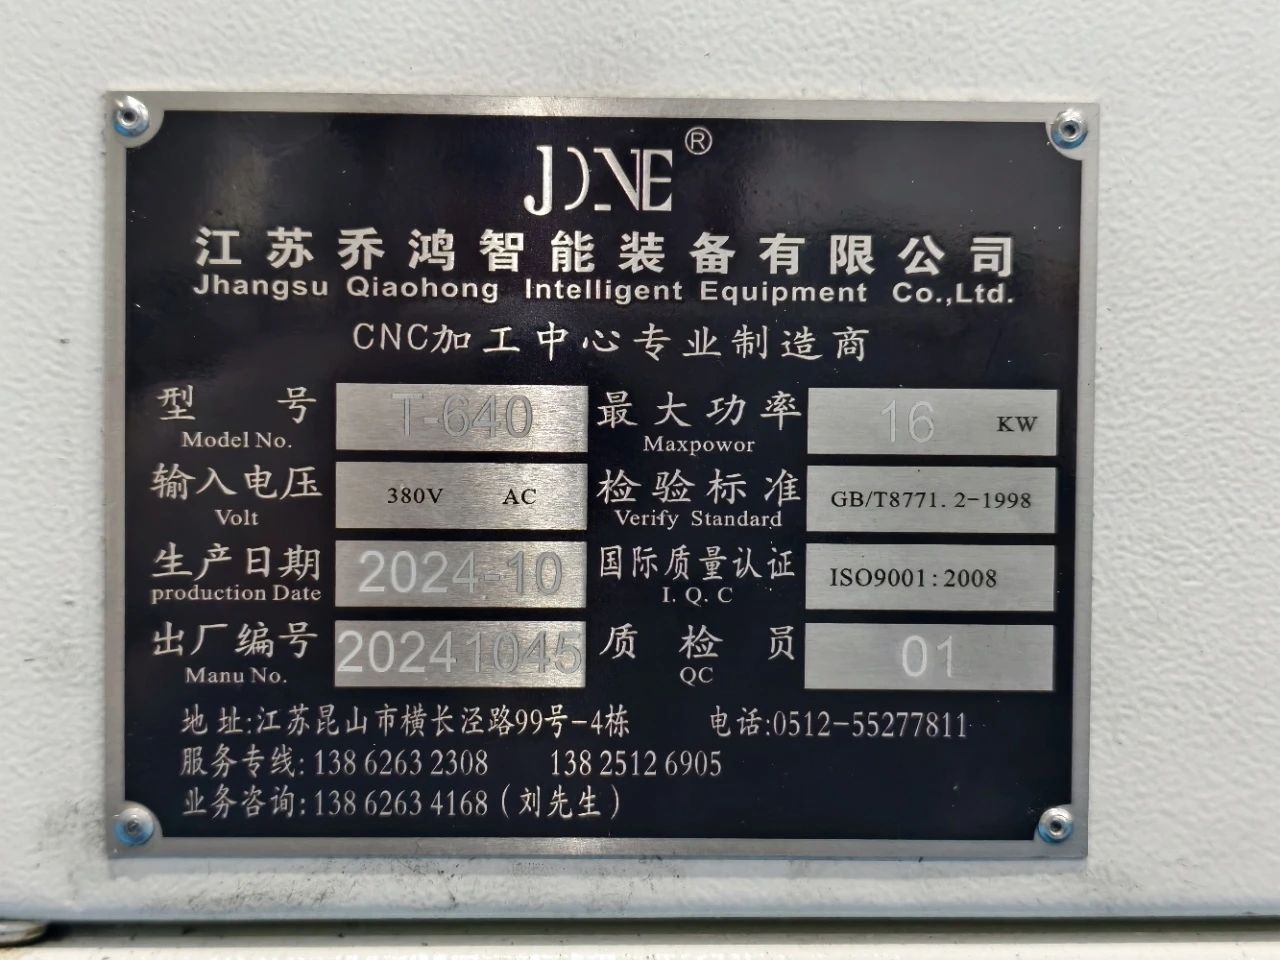 JDNE®
江苏乔鸿智能装备有限公司
Jhangsu Qiaohong Intelligent Equipment Co.,Ltd.
CNC加工中心专业制造商
型号 T-640 最大功率 16 KW
Model No. Maxpowor
输入电压 380V AC 检验标准 GB/T8771.2-1998
Volt Verify Standard
生产日期 2024-10 国际质量认证 ISO9001:2008
production Date I.Q.C
出厂编号 20241045 质检员 01
Manu No. QC
地址:江苏昆山市横长泾路99号-4栋 电话:0512-55277811
服务专线:138 6263 2308 138 2512 6905
业务咨询:138 6263 4168(刘先生)